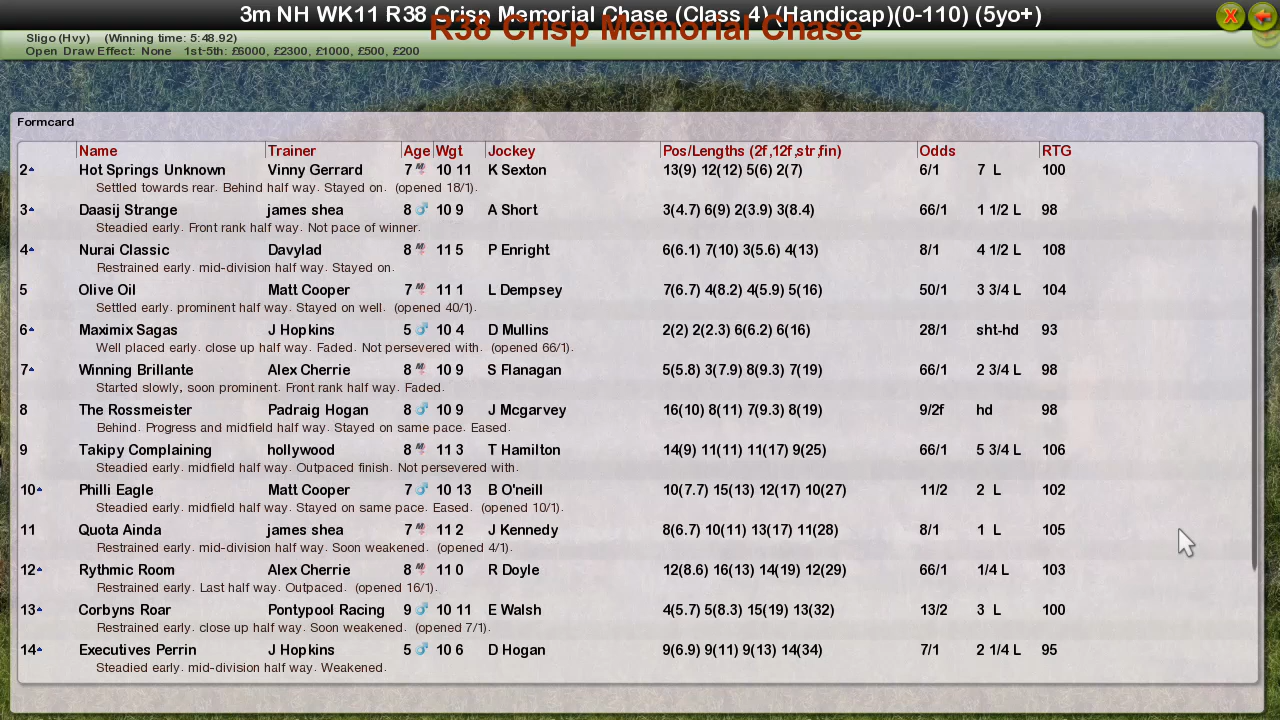 3m NH WK11 R38 Crisp Memorial Chase (Class 4) (Handicap)(0-110) (5yo+)
R38 Crisp Memorial Chase
Sligo (Hvy) (Winning time: 5:48.92)
Open Draw Effect: None 1st-5th: £6000, £2300, £1000, £500, £200
Formcard
Name Trainer Age Wgt Jockey Pos/Lengths (2f,12f,str,fin) Odds RTG
2 Hot Springs Unknown Vinny Gerrard 7 10 11 K Sexton 13(9) 12(12) 5(6) 2(7) 6/1 7 L 100
Settled towards rear. Behind half way. Stayed on. (opened 18/1).
3 Daasij Strange james shea 8 10 9 A Short 3(4.7) 6(9) 2(3.9) 3(8.4) 66/1 1 1/2 L 98
Steadied early. Front rank half way. Not pace of winner.
4 Nurai Classic Davylad 8 11 5 P Enright 6(6.1) 7(10) 3(5.6) 4(13) 8/1 4 1/2 L 108
Restrained early. mid-division half way. Stayed on.
5 Olive Oil Matt Cooper 7 11 1 L Dempsey 7(6.7) 4(8.2) 4(5.9) 5(16) 50/1 3 3/4 L 104
Settled early. prominent half way. Stayed on well. (opened 40/1).
6 Maximix Sagas J Hopkins 5 10 4 D Mullins 2(2) 2(2.3) 6(6.2) 6(16) 28/1 sht-hd 93
Well placed early. close up half way. Faded. Not persevered with. (opened 66/1).
7 Winning Brillante Alex Cherrie 8 10 9 S Flanagan 5(5.8) 3(7.9) 8(9.3) 7(19) 66/1 2 3/4 L 98
Started slowly, soon prominent. Front rank half way. Faded.
8 The Rossmeister Padraig Hogan 8 10 9 J Mcgarvey 16(10) 8(11) 7(9.3) 8(19) 9/2f hd 98
Behind. Progress and midfield half way. Stayed on same pace. Eased.
9 Takipy Complaining hollywood 8 11 3 T Hamilton 14(9) 11(11) 11(17) 9(25) 66/1 5 3/4 L 106
Steadied early. midfield half way. Outpaced finish. Not persevered with.
10 Philli Eagle Matt Cooper 7 10 13 B O'neill 10(7.7) 15(13) 12(17) 10(27) 11/2 2 L 102
Steadied early. midfield half way. Stayed on same pace. Eased. (opened 10/1).
11 Quota Ainda james shea 7 11 2 J Kennedy 8(6.7) 10(11) 13(17) 11(28) 8/1 1 L 105
Restrained early. mid-division half way. Soon weakened. (opened 4/1).
12 Rythmic Room Alex Cherrie 8 11 0 R Doyle 12(8.6) 16(13) 14(19) 12(29) 66/1 1/4 L 103
Restrained early. Last half way. Outpaced. (opened 16/1).
13 Corbyns Roar Pontypool Racing 9 10 11 E Walsh 4(5.7) 5(8.3) 15(19) 13(32) 13/2 3 L 100
Restrained early. close up half way. Soon weakened. (opened 7/1).
14 Executives Perrin J Hopkins 5 10 6 D Hogan 9(6.9) 9(11) 9(13) 14(34) 7/1 2 1/4 L 95
Steadied early. mid-division half way. Weakened.